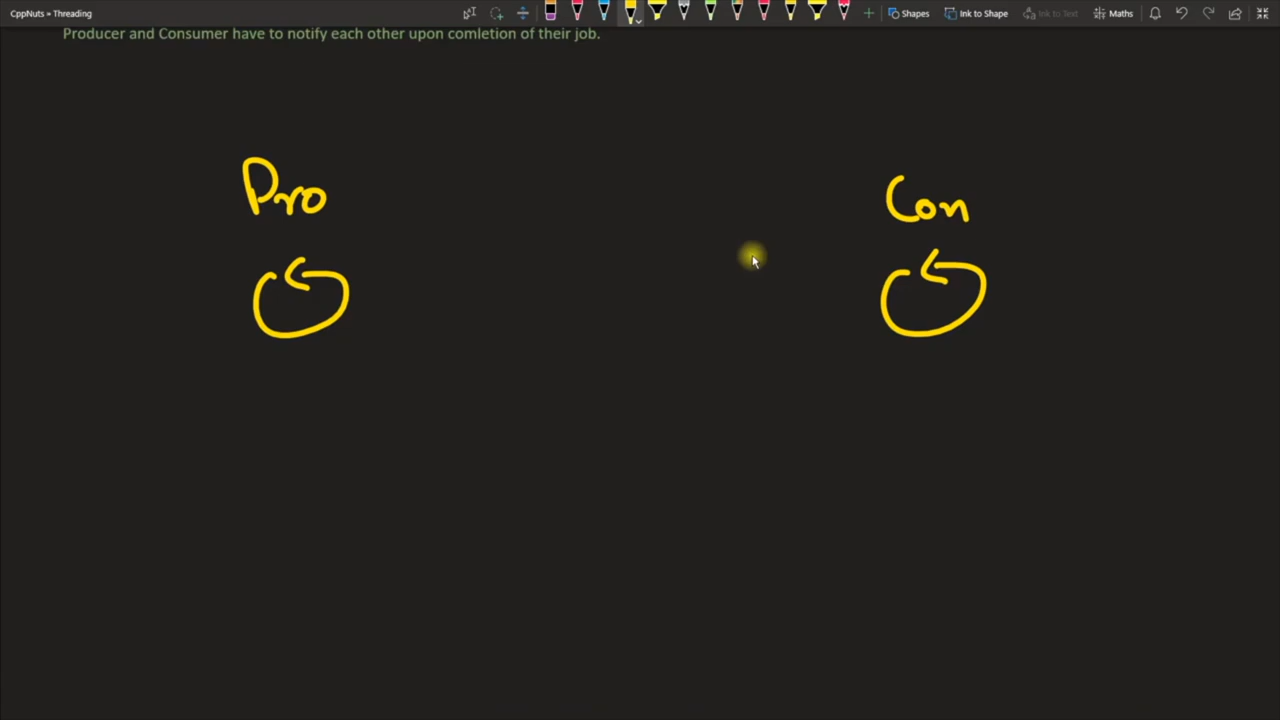 CppNuts » Threading
Shapes
Ink to Shape
Ink to Text
Maths
Producer and Consumer have to notify each other upon comletion of their job.
Pro
Con